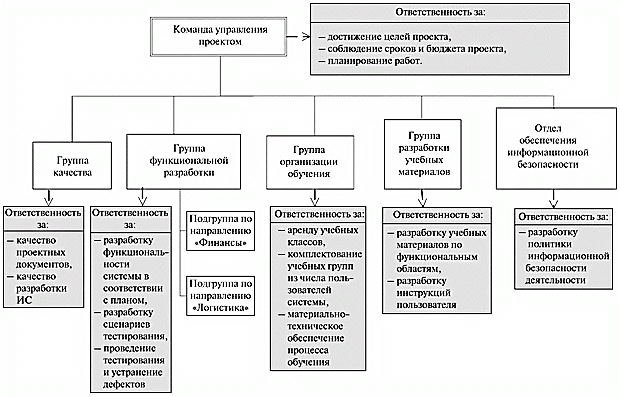 Команда управления
проектом
Ответственность за:
– достижение целей проекта,
– соблюдение сроков и бюджета проекта,
– планирование работ.
Группа
качества
Группа
функциональной
разработки
Группа
организации
обучения
Группа
разработки
учебных
материалов
Отдел
обеспечения
информационной
безопасности
Ответственность
за:
– качество
проектных
документов,
– качество
разработки
ИС
Ответственность
за:
– разработку
функциональ-
ности
системы в
соответствии
с планом,
– разработку
сценариев
тестирования,
– проведение
тестирования
и устранение
дефектов
Подгруппа по
направлению
«Финансы»
Подгруппа по
направлению
«Логистика»
Ответственность за:
– аренду учебных
классов,
– комплектование
учебных групп
из числа поль-
зователей
системы,
– материально-
техническое
обеспечение
процесса
обучения
Ответственность за:
– разработку учебных
материалов по
функциональным
областям,
– разработку
инструкций
пользователя
Ответственность за:
– разработку
политики
информационной
безопасности
деятельности